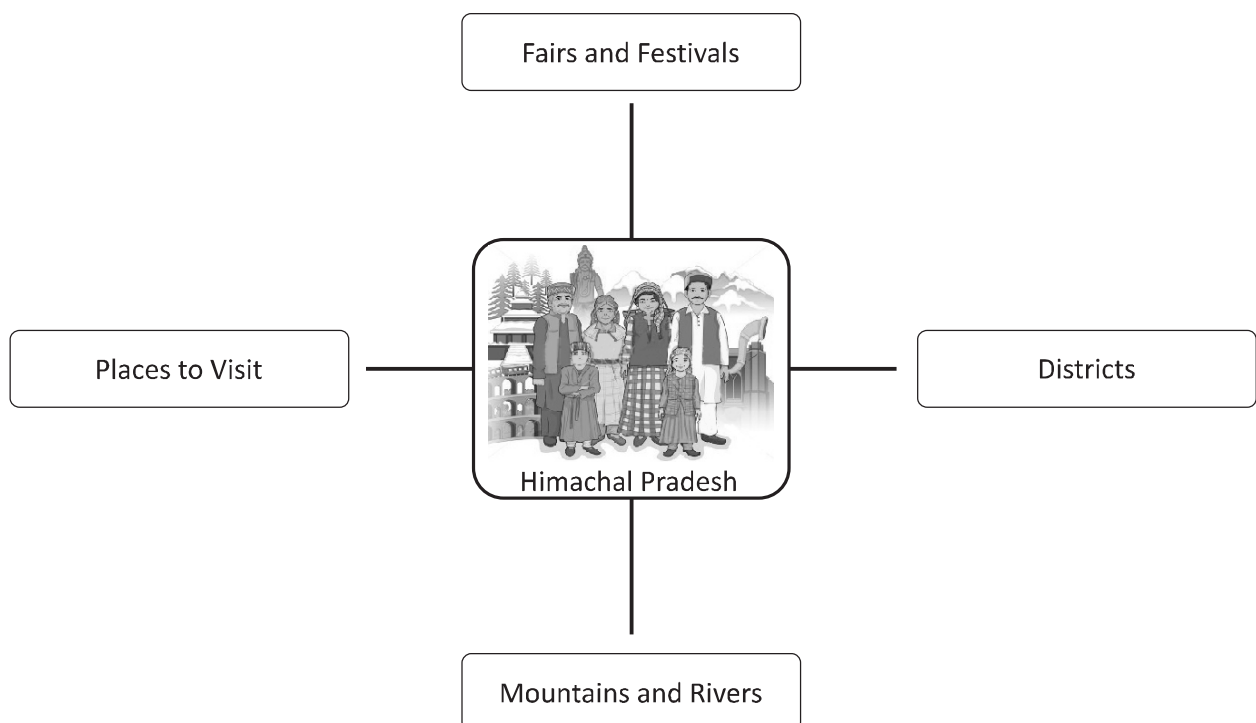 Fairs and Festivals
Places to Visit
Districts
Himachal Pradesh
Mountains and Rivers